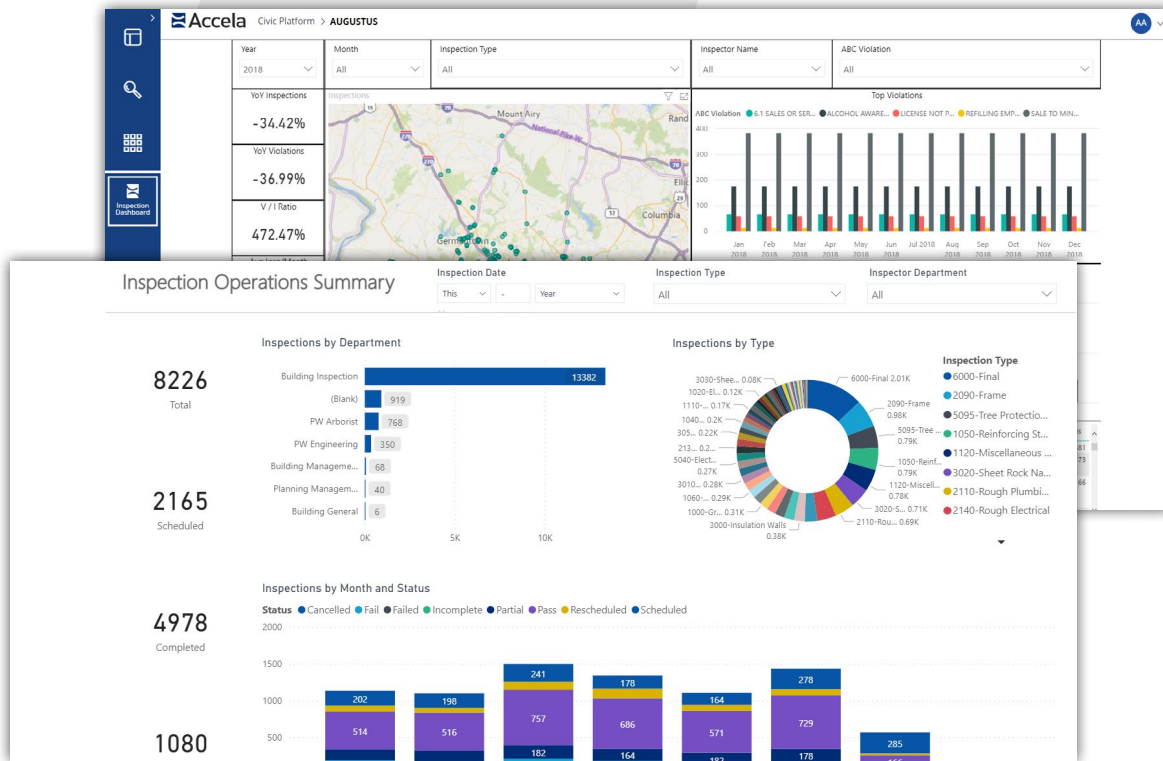 Accela Civic Platform > AUGUSTUS
AA
Year
Month
Inspection Type
Inspector Name
ABC Violation
2018
All
All
All
All
YoY Inspections
-34.42%
YoY Violations
-36.99%
V / I Ratio
472.47%
Inspection Dashboard
Inspections
Mount Airy
National Pike
Rand
Columbia
270
70
32
29
Top Violations
ABC Violation 6.1 SALES OR SER... ALCOHOL AWARE... LICENSE NOT P... REFILLING EMP... SALE TO MIN...
400
300
200
100
0
Jan 2018
Feb 2018
Mar 2018
Apr 2018
May 2018
Jun 2018
Jul 2018
Aug 2018
Sep 2018
Oct 2018
Nov 2018
Dec 2018
Inspection Operations Summary
Inspection Date
This
-
Year
Inspection Type
All
Inspector Department
All
8226
Total
2165
Scheduled
4978
Completed
1080
Inspections by Department
Building Inspection 13382
(Blank) 919
PW Arborist 768
PW Engineering 350
Building Manageme... 68
Planning Managem... 40
Building General 6
0K 5K 10K
Inspections by Type
6000-Final 2.01K
2090-Frame 0.98K
5095-Tree ... 0.79K
1050-Reinf... 0.79K
1120-Miscell... 0.78K
3020-S... 0.71K
2110-Rou... 0.69K
3000-Insulation Walls 0.38K
1000-Gr... 0.31K
1060-... 0.29K
3010... 0.28K
5040-Elect... 0.27K
213... 0.2...
305... 0.22K
1040... 0.2K
1110-... 0.17K
1020-El... 0.12K
3030-Shee... 0.08K
Inspection Type
6000-Final
2090-Frame
5095-Tree Protectio...
1050-Reinforcing St...
1120-Miscellaneous ...
3020-Sheet Rock Na...
2110-Rough Plumbi...
2140-Rough Electrical
Inspections by Month and Status
Status Cancelled Fail Failed Incomplete Partial Pass Rescheduled Scheduled
2000
1500
1000
500
202
514
198
516
241
757
182
178
686
164
164
571
182
278
729
178
285
166